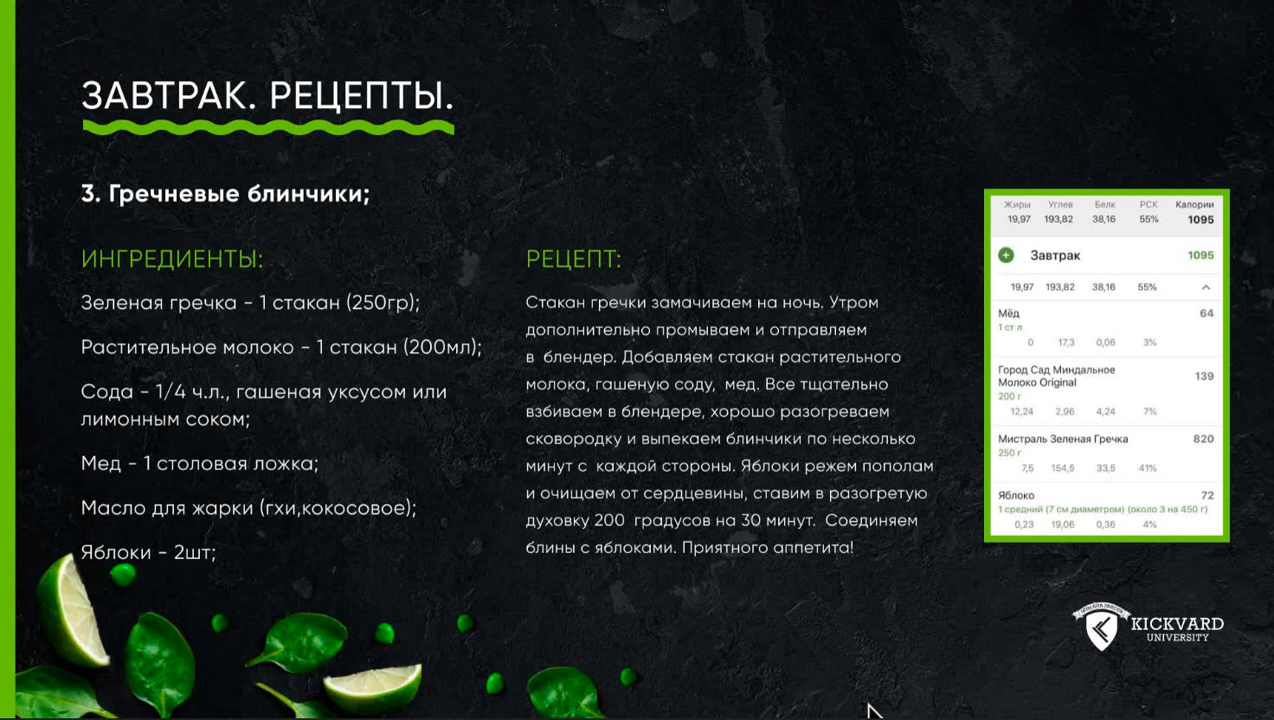 ЗАВТРАК. РЕЦЕПТЫ.
3. Гречневые блинчики;
ИНГРЕДИЕНТЫ:
Зеленая гречка - 1 стакан (250гр);
Растительное молоко - 1 стакан (200мл);
Сода - 1/4 ч.л., гашеная уксусом или
лимонным соком;
Мед - 1 столовая ложка;
Масло для жарки (гхи,кокосовое);
Яблоки - 2шт;
РЕЦЕПТ:
Стакан гречки замачиваем на ночь. Утром
дополнительно промываем и отправляем
в блендер. Добавляем стакан растительного
молока, гашеную соду, мед. Все тщательно
взбиваем в блендере, хорошо разогреваем
сковородку и выпекаем блинчики по несколько
минут с каждой стороны. Яблоки режем пополам
и очищаем от сердцевины, ставим в разогретую
духовку 200 градусов на 30 минут. Соединяем
блины с яблоками. Приятного аппетита!
Жиры Углев Белк РСК Калории
19,97 193,82 38,16 55% 1095
Завтрак 1095
19,97 193,82 38,16 55%
Мёд 64
1 ст л
0 17,3 0,06 3%
Город Сад Миндальное
Молоко Original 139
200 г
12,24 2,96 4,24 7%
Мистраль Зеленая Гречка 820
250 г
7,5 154,5 33,5 41%
Яблоко 72
1 средний (7 см диаметром) (около 3 на 450 г)
0,23 19,06 0,36 4%
KICKVARD
UNIVERSITY